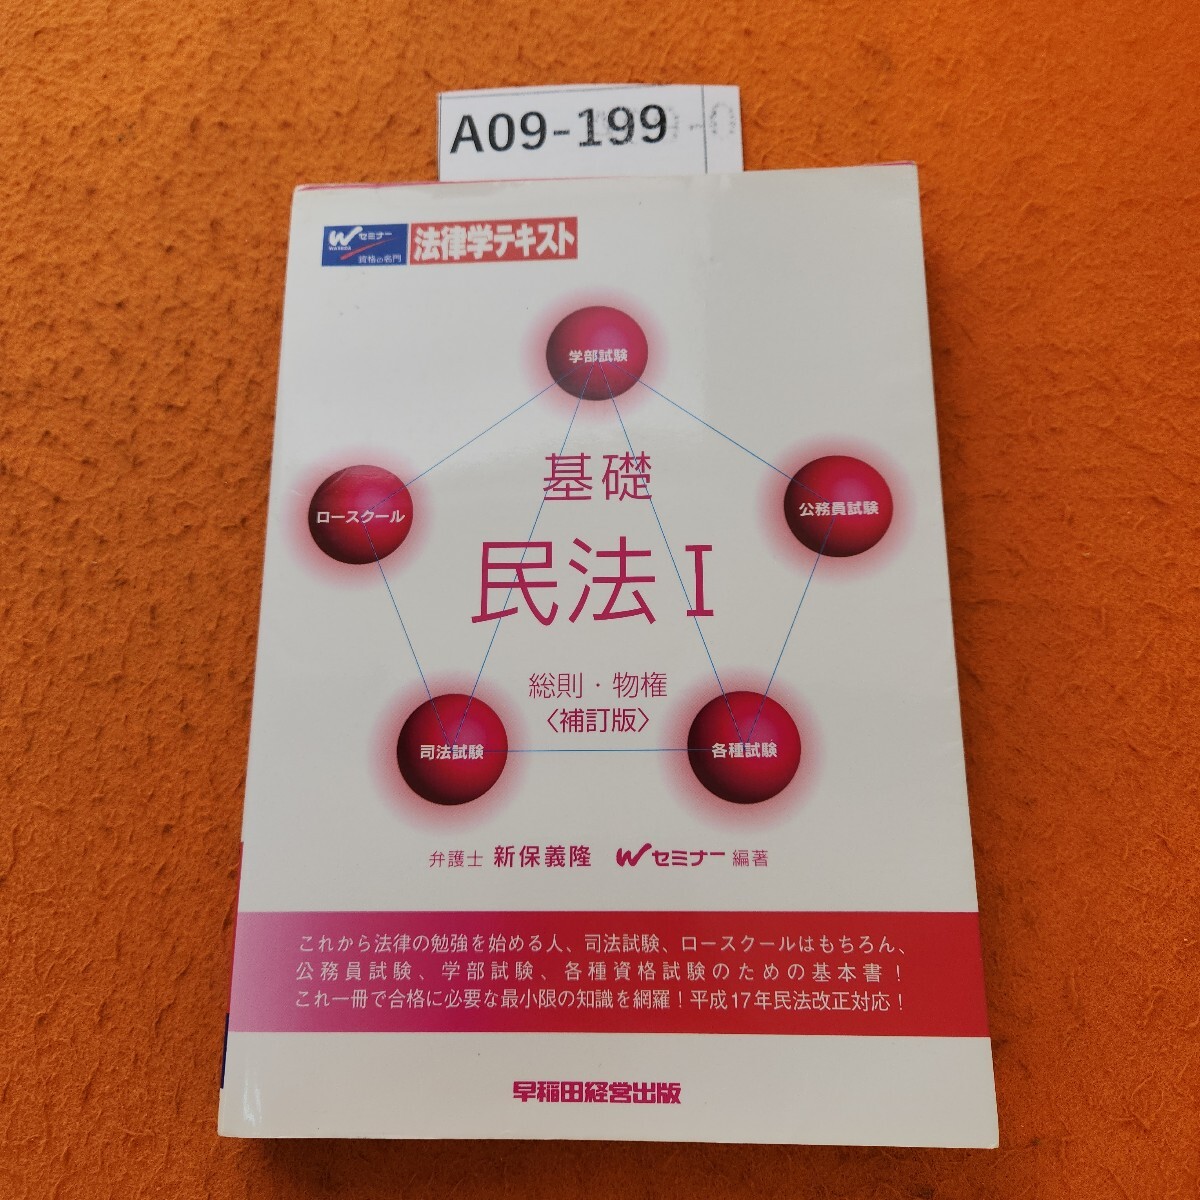 A09-199
Wセミナー
WASEDA
資格の名門
法律学テキスト
学部試験
基礎
ロースクール
公務員試験
民法 I
総則・物権
〈補訂版〉
司法試験
各種試験
弁護士 新保義隆 Wセミナー 編著
これから法律の勉強を始める人、司法試験、ロースクールはもちろん、
公務員試験、学部試験、各種資格試験のための基本書！
これ一冊で合格に必要な最小限の知識を網羅！平成17年民法改正対応！
早稲田経営出版